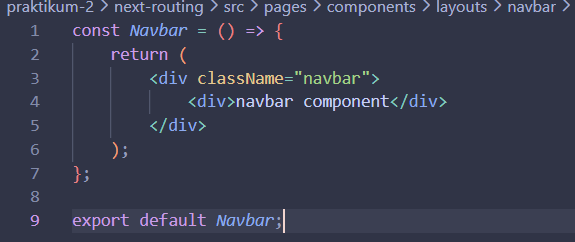 praktikum-2 > next-routing > src > pages > components > layouts > navbar >
1 const Navbar = () => {
2 return (
3 <div className="navbar">
4 <div>navbar component</div>
5 </div>
6 );
7 };
8
9 export default Navbar;